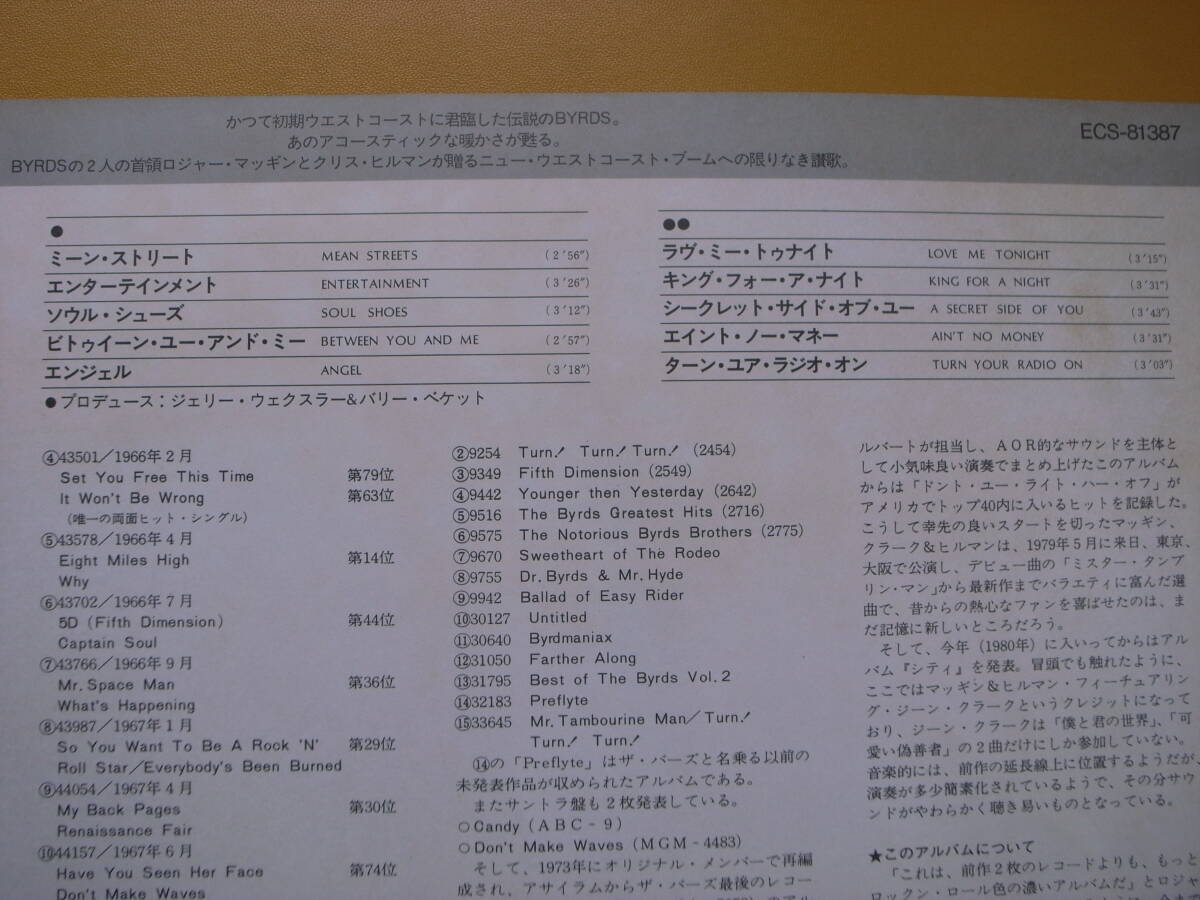 かつて初期ウエストコーストに君臨した伝説のBYRDS。
あのアコースティックな暖かさが甦る。
BYRDSの2人の首領ロジャー・マッギンとクリス・ヒルマンが贈るニュー・ウエストコースト・ブームへの限りなき讃歌。
ECS-81387
●
ミーン・ストリート MEAN STREETS (2'56")
エンターテインメント ENTERTAINMENT (3'26")
ソウル・シューズ SOUL SHOES (3'12")
ビトゥイーン・ユー・アンド・ミー BETWEEN YOU AND ME (2'57")
エンジェル ANGEL (3'18")
●プロデュース:ジェリー・ウェクスラー&バリー・ベケット
●●
ラヴ・ミー・トゥナイト LOVE ME TONIGHT (3'15")
キング・フォー・ア・ナイト KING FOR A NIGHT (3'31")
シークレット・サイド・オブ・ユー A SECRET SIDE OF YOU (3'43")
エイント・ノー・マネー AIN'T NO MONEY (3'31")
ターン・ユア・ラジオ・オン TURN YOUR RADIO ON (3'03")
④43501/1966年2月
Set You Free This Time 第79位
It Won't Be Wrong 第63位
(唯一の両面ヒット・シングル)
⑤43578/1966年4月
Eight Miles High 第14位
Why
⑥43702/1966年7月
5D (Fifth Dimension) 第44位
Captain Soul
⑦43766/1966年9月
Mr. Space Man 第36位
What's Happening
⑧43987/1967年1月
So You Want To Be A Rock 'N' 第29位
Roll Star/Everybody's Been Burned
⑨44054/1967年4月
My Back Pages 第30位
Renaissance Fair
⑩44157/1967年6月
Have You Seen Her Face 第74位
Don't Make Waves
②9254 Turn! Turn! Turn! (2454)
③9349 Fifth Dimension (2549)
④9442 Younger then Yesterday (2642)
⑤9516 The Byrds Greatest Hits (2716)
⑥9575 The Notorious Byrds Brothers (2775)
⑦9670 Sweetheart of The Rodeo
⑧9755 Dr. Byrds & Mr. Hyde
⑨9942 Ballad of Easy Rider
⑩30127 Untitled
⑪30640 Byrdmaniax
⑫31050 Farther Along
⑬31795 Best of The Byrds Vol. 2
⑭32183 Preflyte
⑮33645 Mr. Tambourine Man/Turn!
Turn! Turn!
⑭の「Preflyte」はザ・バーズと名乗る以前の
未発表作品が収められたアルバムである。
またサントラ盤も2枚発表している。
○Candy (ABC-9)
○Don't Make Waves (MGM-4483)
そして、1973年にオリジナル・メンバーで再編
成され、アサイラムからザ・バーズ最後のレコー
ルバートが担当し、AOR的なサウンドを主体と
して小気味良い演奏でまとめ上げたこのアルバム
からは「ドント・ユー・ライト・ハー・オフ」が
アメリカでトップ40内に入いるヒットを記録した。
こうして幸先の良いスタートを切ったマッギン、
クラーク&ヒルマンは、1979年5月に来日、東京、
大阪で公演し、デビュー曲の「ミスター・タンブ
リン・マン」から最新作までバラエティに富んだ選
曲で、昔からの熱心なファンを喜ばせたのは、ま
だ記憶に新しいところだろう。
そして、今年(1980年)に入いってからはアル
バム『シティ』を発表。冒頭でも触れたように、
ここではマッギン&ヒルマン・フィーチュアリン
グ・ジーン・クラークというクレジットになって
おり、ジーン・クラークは「僕と君の世界」、「可
愛い偽善者」の2曲だけにしか参加していない。
音楽的には、前作の延長線上に位置するようだが、
演奏が多少簡素化されているようで、その分サウ
ンドがやわらかく聴き易いものとなっている。
★このアルバムについて
「これは、前作2枚のレコードよりも、もっと
ロックン・ロール色の濃いアルバムだ」とロジャ